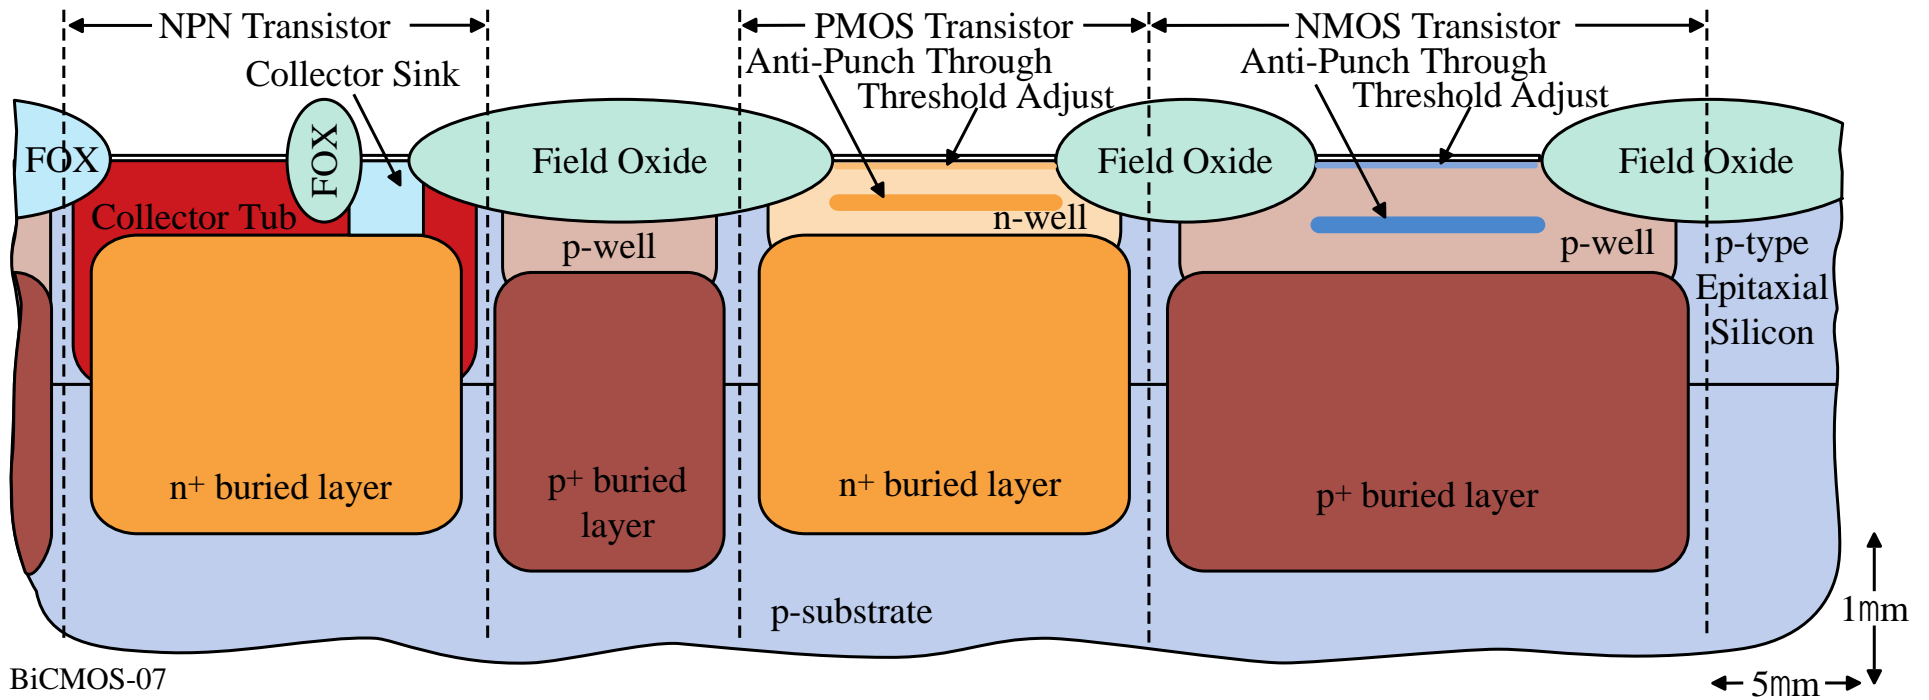 NPN Transistor
PMOS Transistor
NMOS Transistor
Collector Sink
Anti-Punch Through
Threshold Adjust
Anti-Punch Through
Threshold Adjust
FOX
FOX
Field Oxide
Field Oxide
Field Oxide
Collector Tub
p-well
n-well
p-well
p-type
Epitaxial
Silicon
n+ buried layer
p+ buried
layer
n+ buried layer
p+ buried layer
p-substrate
1mm
5mm
BiCMOS-07